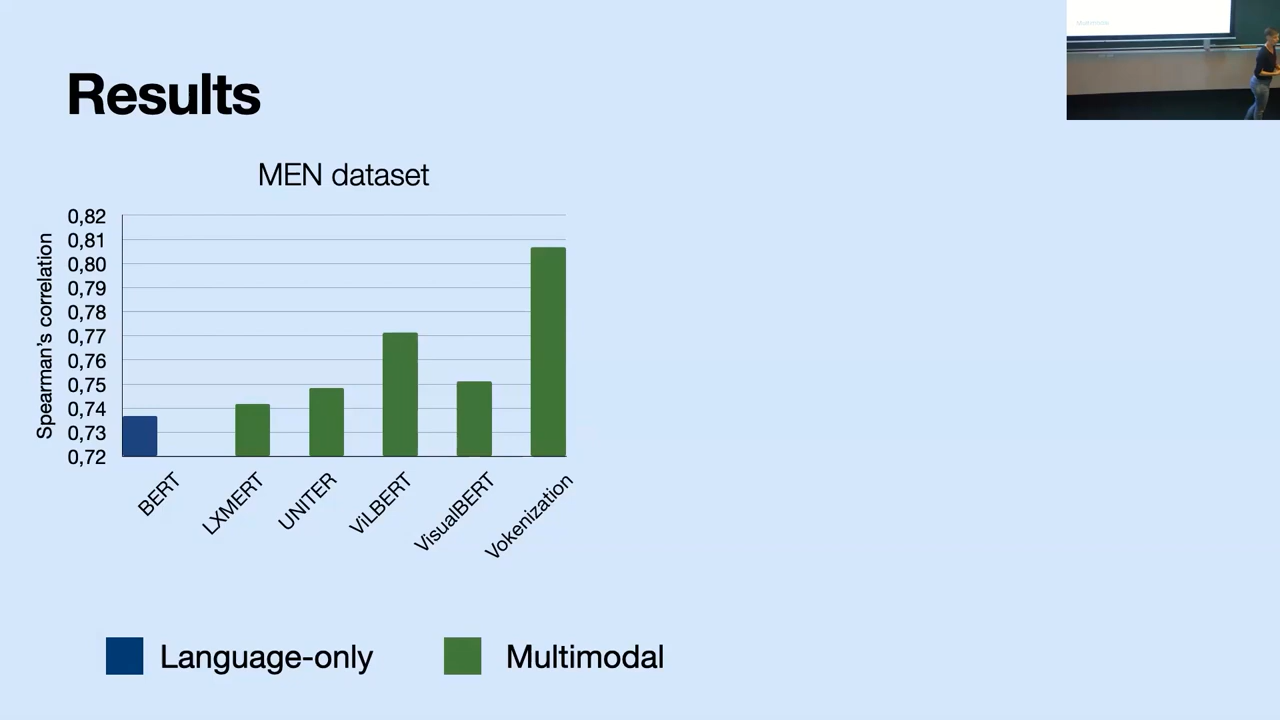 Results
MEN dataset
Spearman's correlation
0,82
0,81
0,80
0,79
0,78
0,77
0,76
0,75
0,74
0,73
0,72
BERT
LXMERT
UNITER
ViLBERT
VisualBERT
Vokenization
Language-only
Multimodal
Multimodal